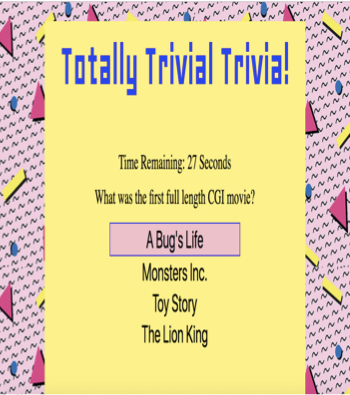 Totally Trivial Trivia!
Time Remaining: 27 Seconds
What was the first full length CGI movie?
A Bug's Life
Monsters Inc.
Toy Story
The Lion King